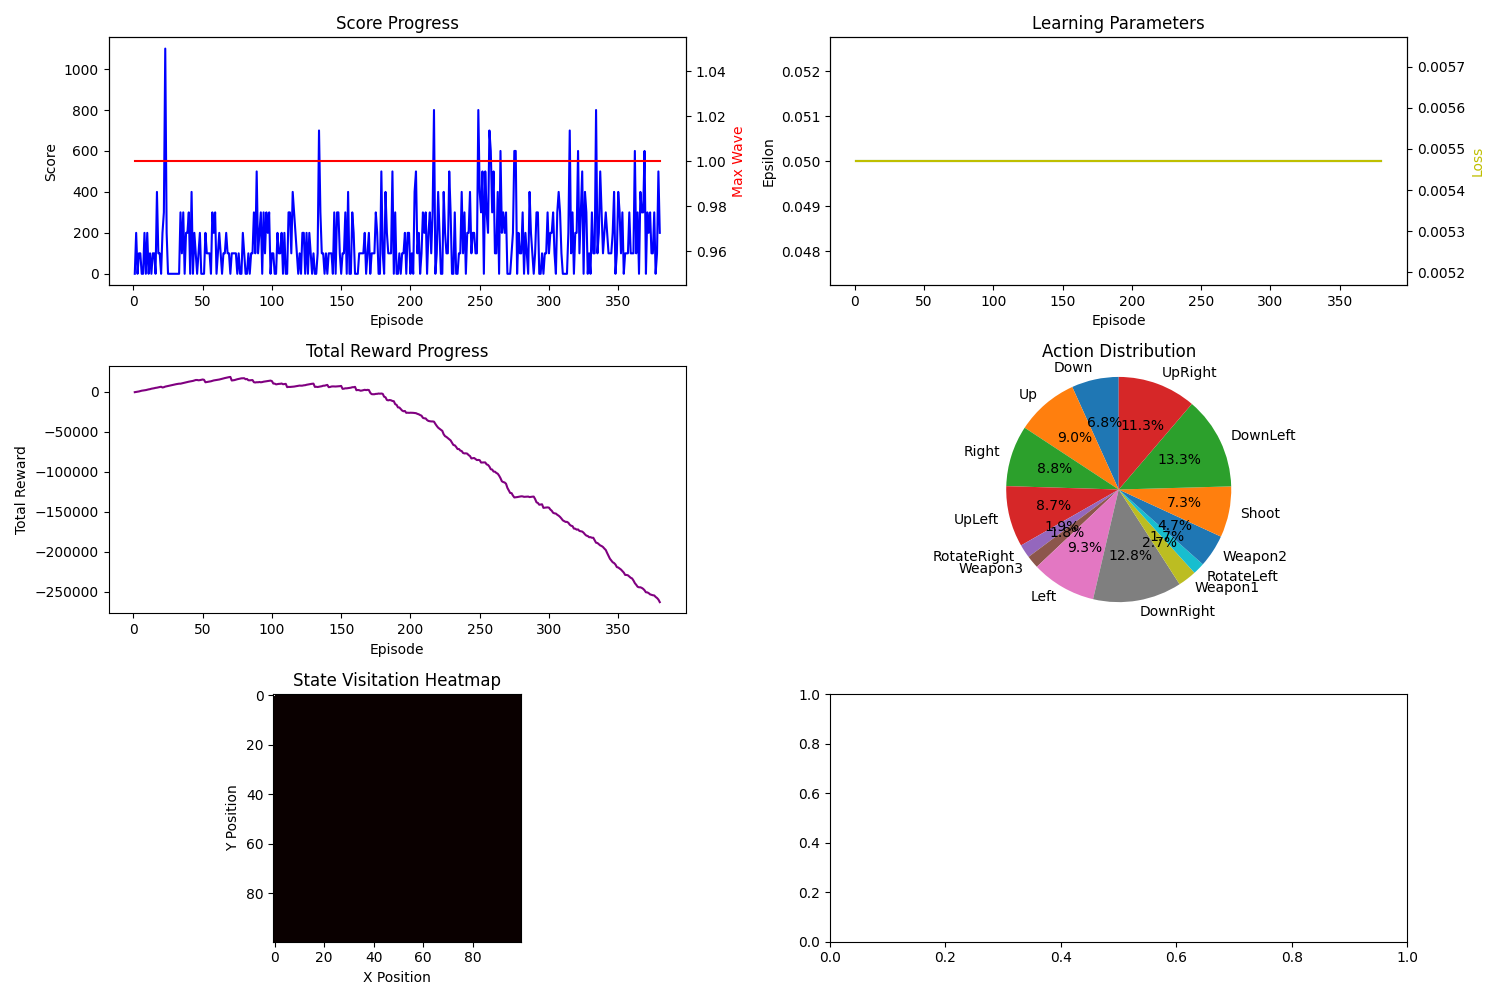 Score Progress
Score
1000
800
600
400
200
0
1.04
1.02
1.00
0.98
0.96
Max Wave
0 50 100 150 200 250 300 350
Episode
Learning Parameters
Epsilon
0.052
0.051
0.050
0.049
0.048
0.0057
0.0056
0.0055
0.0054
0.0053
0.0052
Loss
0 50 100 150 200 250 300 350
Episode
Total Reward Progress
Total Reward
0
−50000
−100000
−150000
−200000
−250000
0 50 100 150 200 250 300 350
Episode
Action Distribution
Down
6.8%
Up
9.0%
Right
8.8%
UpLeft
8.7%
RotateRight
1.9%
Weapon3
1.8%
Left
9.3%
DownRight
12.8%
Weapon1
2.7%
RotateLeft
1.7%
Weapon2
4.7%
Shoot
7.3%
DownLeft
13.3%
UpRight
11.3%
State Visitation Heatmap
Y Position
0
20
40
60
80
0 20 40 60 80
X Position
1.0
0.8
0.6
0.4
0.2
0.0
0.0 0.2 0.4 0.6 0.8 1.0